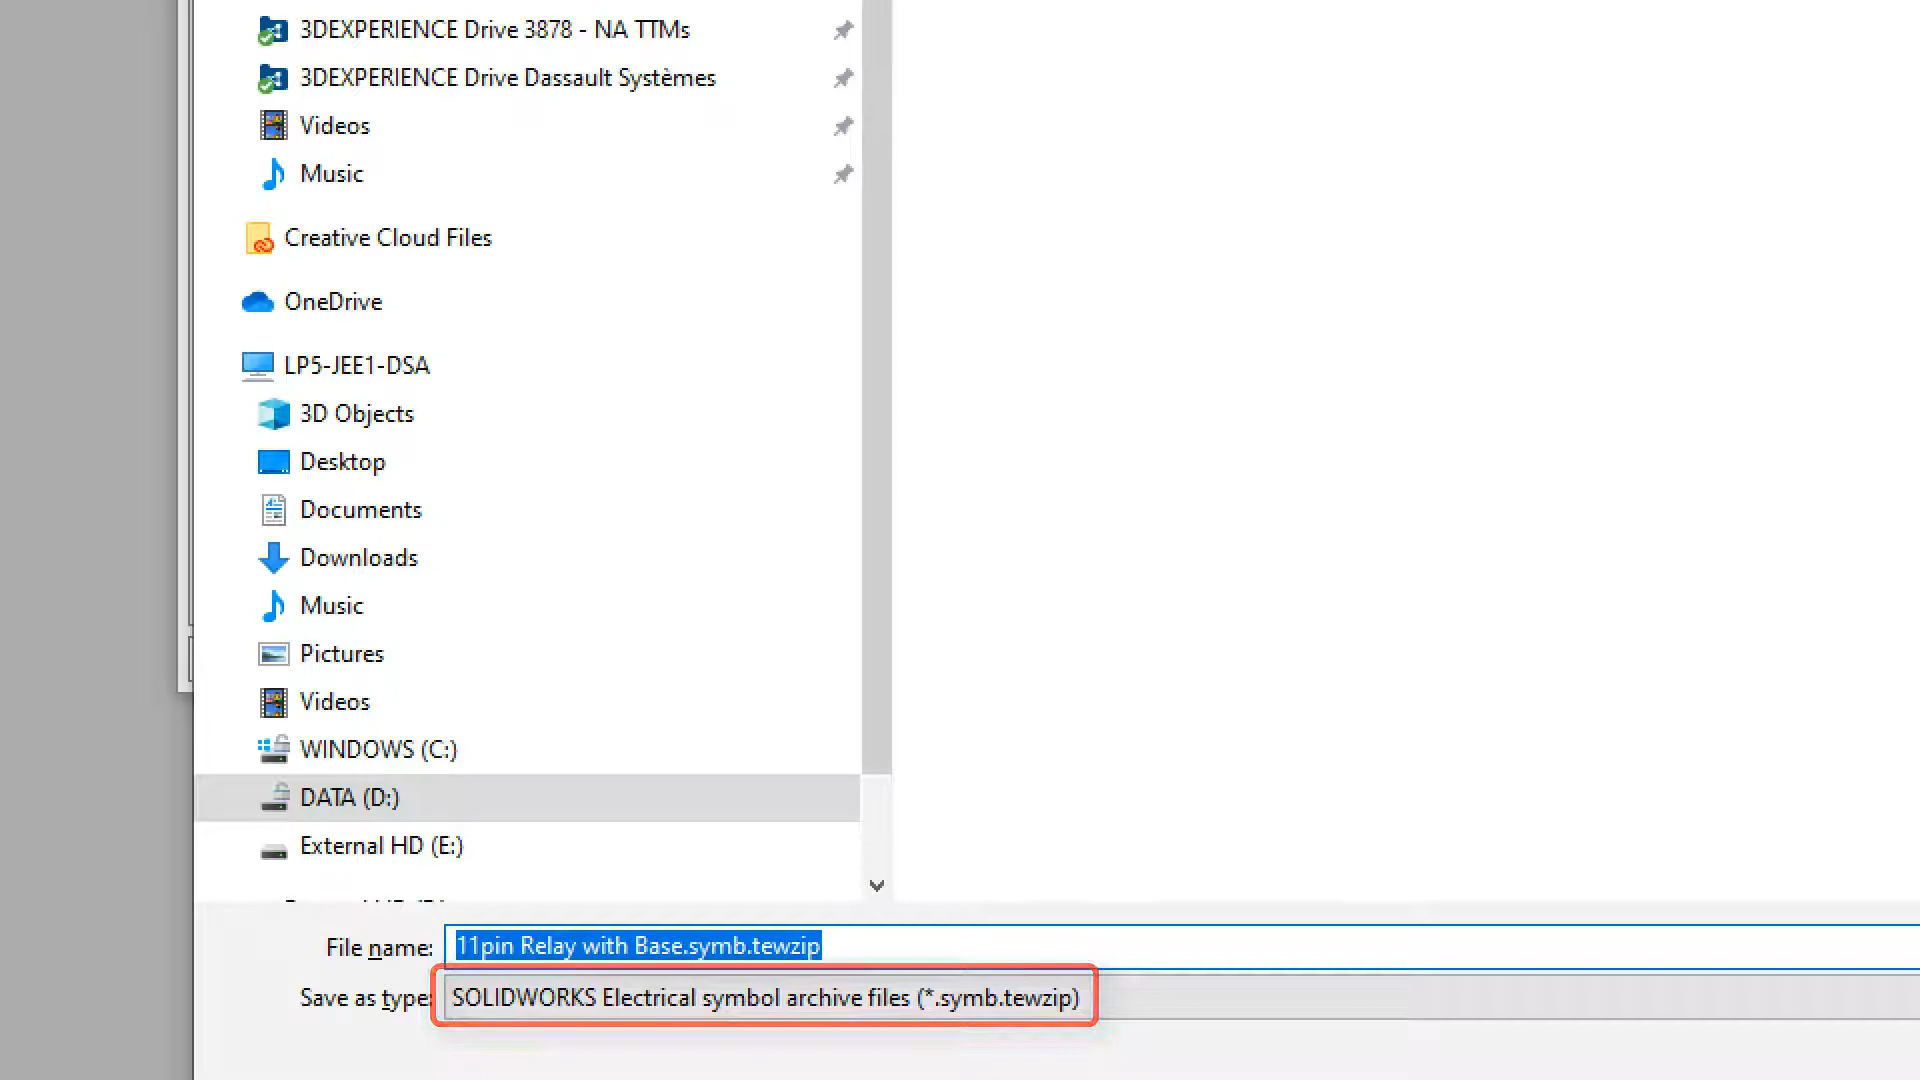 3DEXPERIENCE Drive 3878 - NA TTMs
3DEXPERIENCE Drive Dassault Systèmes
Videos
Music
Creative Cloud Files
OneDrive
LP5-JEE1-DSA
3D Objects
Desktop
Documents
Downloads
Music
Pictures
Videos
WINDOWS (C:)
DATA (D:)
External HD (E:)
File name: 11pin Relay with Base.symb.tewzip
Save as type: SOLIDWORKS Electrical symbol archive files (*.symb.tewzip)